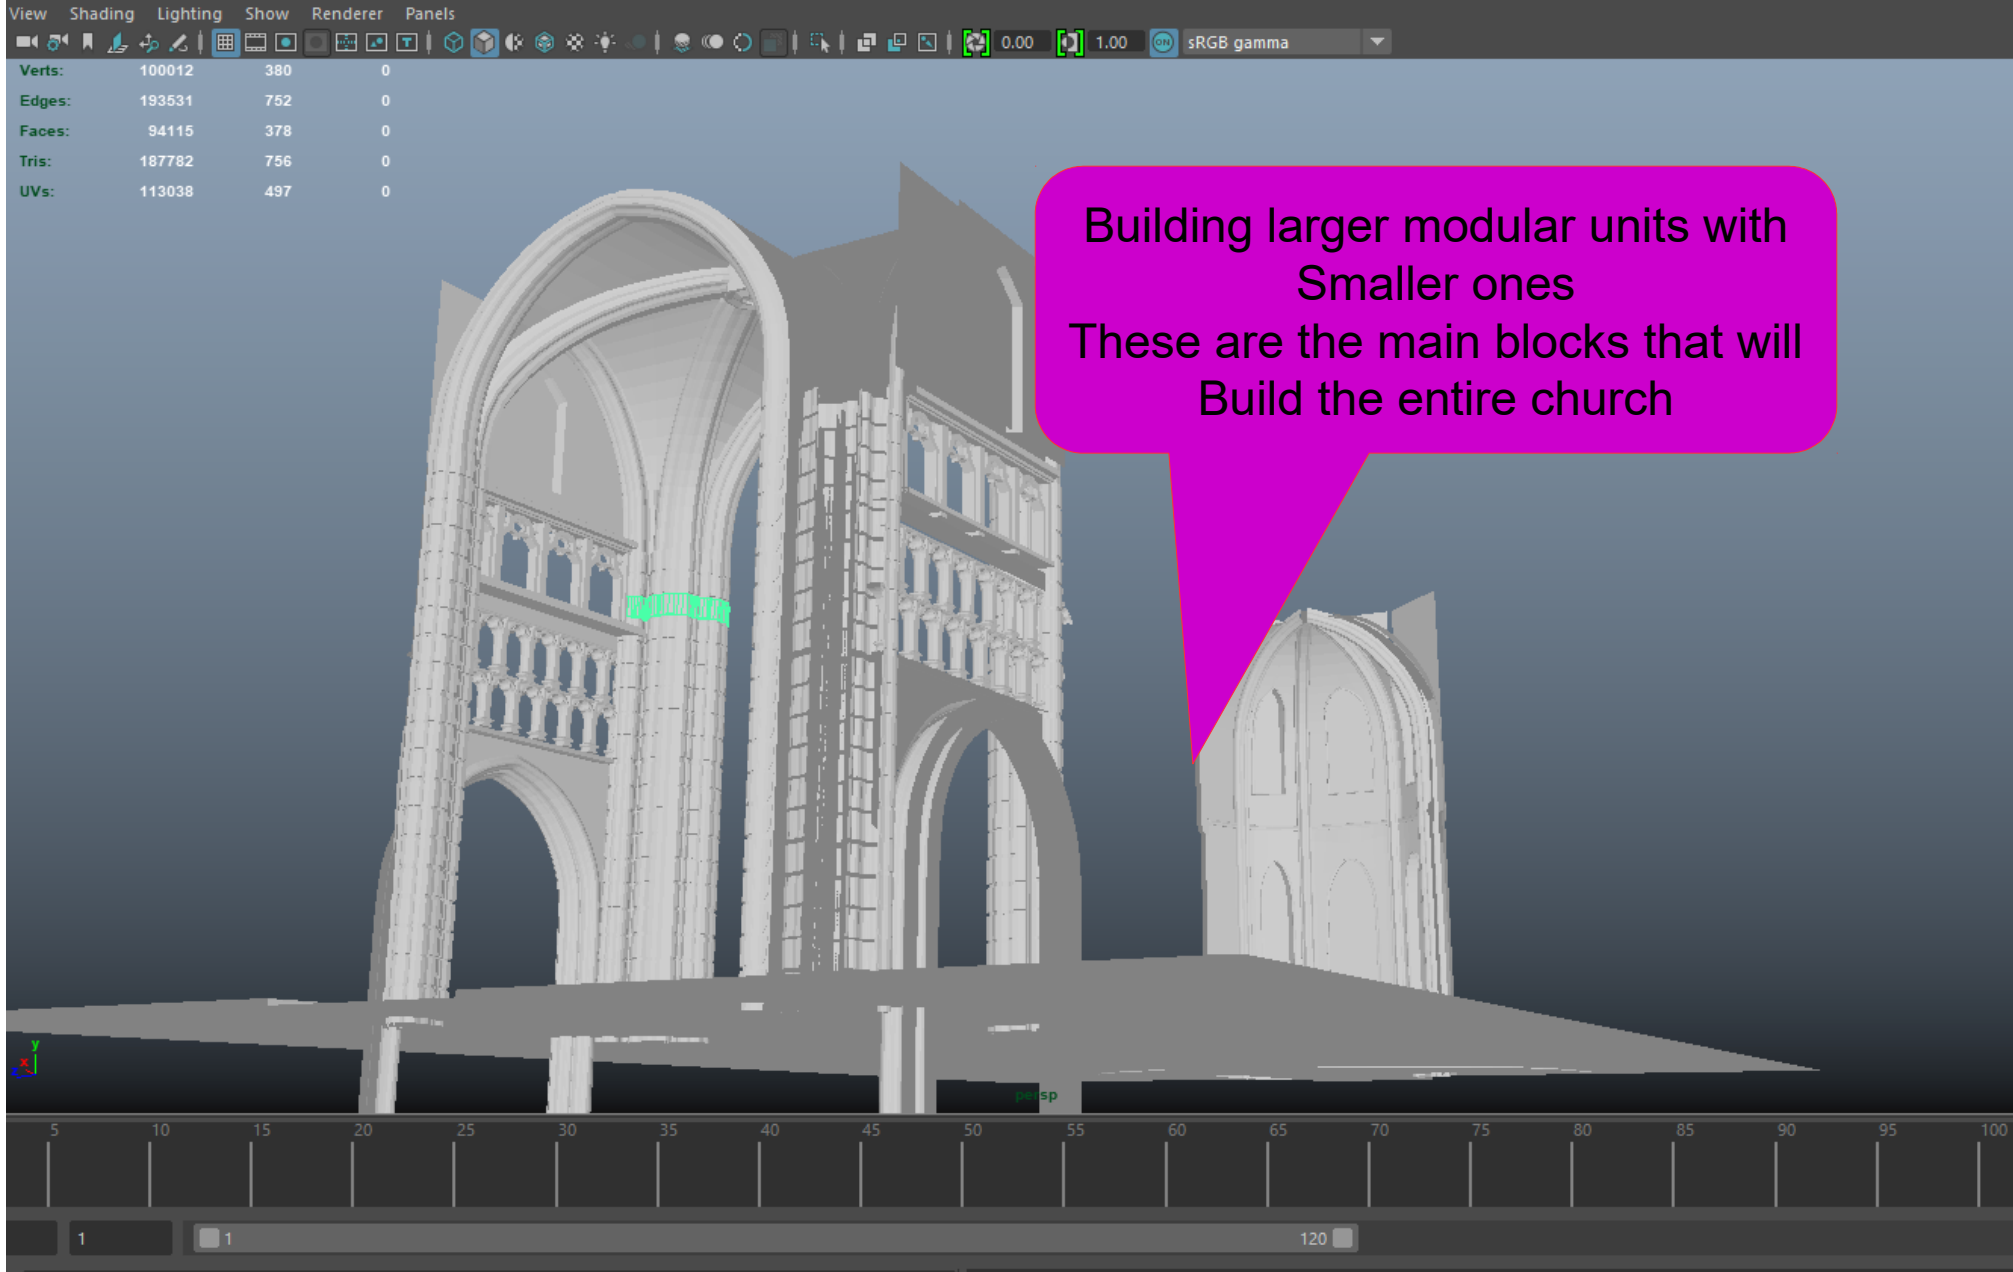 View Shading Lighting Show Renderer Panels
0.00 1.00 ON sRGB gamma
Verts: 100012 380 0
Edges: 193531 752 0
Faces: 94115 378 0
Tris: 187782 756 0
UVs: 113038 497 0
Building larger modular units with
Smaller ones
These are the main blocks that will
Build the entire church
y
x
persp
5 10 15 20 25 30 35 40 45 50 55 60 65 70 75 80 85 90 95 100
1 1 120